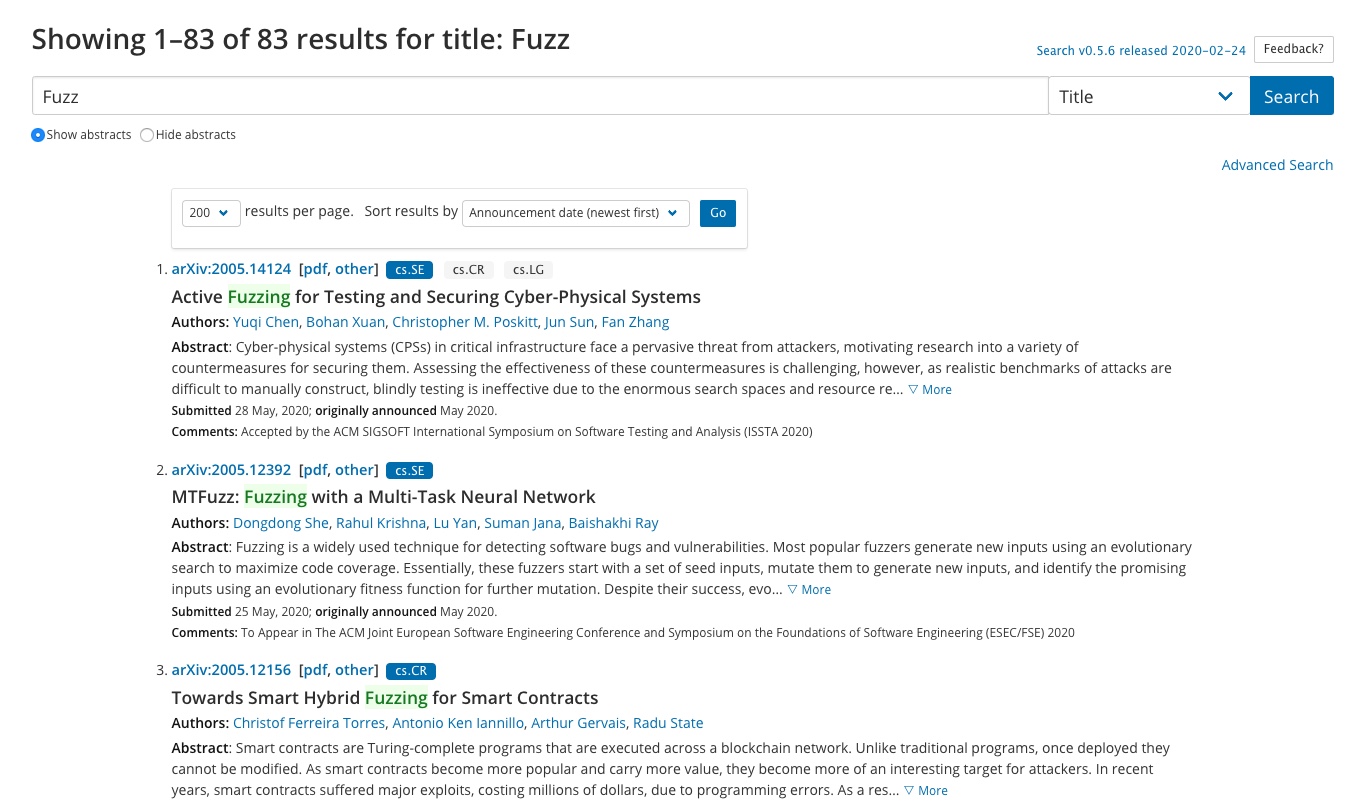 Showing 1–83 of 83 results for title: Fuzz
Search v0.5.6 released 2020-02-24 Feedback?
Fuzz Title Search
Show abstracts Hide abstracts
Advanced Search
200 results per page. Sort results by Announcement date (newest first) Go
1. arXiv:2005.14124 [pdf, other] cs.SE cs.CR cs.LG
Active Fuzzing for Testing and Securing Cyber-Physical Systems
Authors: Yuqi Chen, Bohan Xuan, Christopher M. Poskitt, Jun Sun, Fan Zhang
Abstract: Cyber-physical systems (CPSs) in critical infrastructure face a pervasive threat from attackers, motivating research into a variety of
countermeasures for securing them. Assessing the effectiveness of these countermeasures is challenging, however, as realistic benchmarks of attacks are
difficult to manually construct, blindly testing is ineffective due to the enormous search spaces and resource re... ▽ More
Submitted 28 May, 2020; originally announced May 2020.
Comments: Accepted by the ACM SIGSOFT International Symposium on Software Testing and Analysis (ISSTA 2020)
2. arXiv:2005.12392 [pdf, other] cs.SE
MTFuzz: Fuzzing with a Multi-Task Neural Network
Authors: Dongdong She, Rahul Krishna, Lu Yan, Suman Jana, Baishakhi Ray
Abstract: Fuzzing is a widely used technique for detecting software bugs and vulnerabilities. Most popular fuzzers generate new inputs using an evolutionary
search to maximize code coverage. Essentially, these fuzzers start with a set of seed inputs, mutate them to generate new inputs, and identify the promising
inputs using an evolutionary fitness function for further mutation. Despite their success, evo... ▽ More
Submitted 25 May, 2020; originally announced May 2020.
Comments: To Appear in The ACM Joint European Software Engineering Conference and Symposium on the Foundations of Software Engineering (ESEC/FSE) 2020
3. arXiv:2005.12156 [pdf, other] cs.CR
Towards Smart Hybrid Fuzzing for Smart Contracts
Authors: Christof Ferreira Torres, Antonio Ken Iannillo, Arthur Gervais, Radu State
Abstract: Smart contracts are Turing-complete programs that are executed across a blockchain network. Unlike traditional programs, once deployed they
cannot be modified. As smart contracts become more popular and carry more value, they become more of an interesting target for attackers. In recent
years, smart contracts suffered major exploits, costing millions of dollars, due to programming errors. As a res... ▽ More